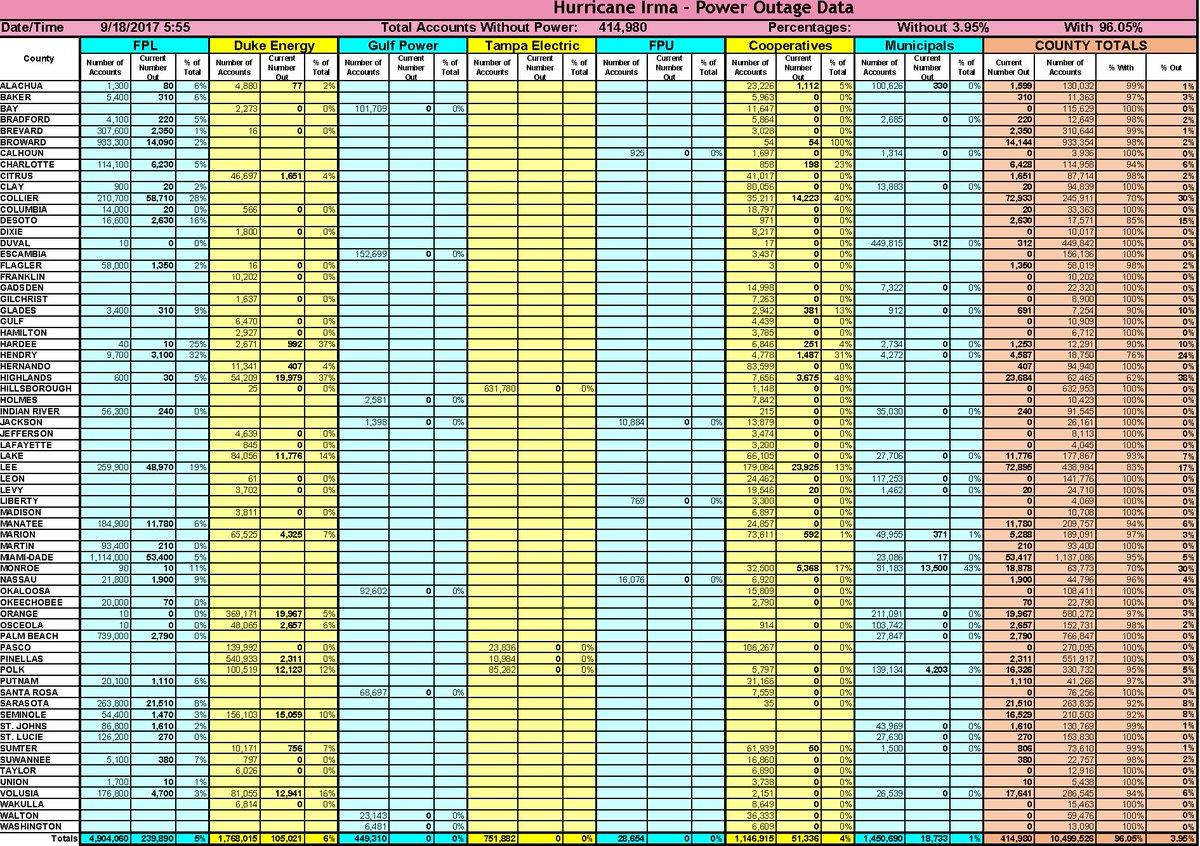 Hurricane Irma - Power Outage Data
Date/Time 9/18/2017 5:55 Total Accounts Without Power: 414,980 Percentages: Without 3.95% With 96.05%
FPL Duke Energy Gulf Power Tampa Electric FPU Cooperatives Municipals COUNTY TOTALS
County Number of Accounts Current Number Out % of Total Number of Accounts Current Number Out % of Total Number of Accounts Current Number Out % of Total Number of Accounts Current Number Out % of Total Number of Accounts Current Number Out % of Total Number of Accounts Current Number Out % of Total Number of Accounts Current Number Out % of Total Current Number Out Number of Accounts % With % Out
ALACHUA 1,300 80 6% 4,880 77 2% 23,226 1,112 5% 100,626 330 0% 1,599 130,032 99% 1%
BAKER 5,400 310 6% 5,963 0 0% 310 11,363 97% 3%
BAY 2,273 0 0% 101,709 0 0% 11,647 0 0% 0 115,629 100% 0%
BRADFORD 4,100 220 5% 5,864 0 0% 2,685 0 0% 220 12,649 98% 2%
BREVARD 307,600 2,350 1% 16 0 0% 3,028 0 0% 2,350 310,644 99% 1%
BROWARD 933,300 14,090 2% 54 54 100% 14,144 933,354 98% 2%
CALHOUN 925 0 0% 1,697 0 0% 1,314 0 0% 0 3,936 100% 0%
CHARLOTTE 114,100 6,230 5% 858 198 23% 6,428 114,958 94% 6%
CITRUS 46,697 1,651 4% 41,017 0 0% 1,651 87,714 98% 2%
CLAY 900 20 2% 80,056 0 0% 13,883 0 0% 20 94,839 100% 0%
COLLIER 210,700 58,710 28% 35,211 14,223 40% 72,933 245,911 70% 30%
COLUMBIA 14,000 20 0% 566 0 0% 18,797 0 0% 20 33,363 100% 0%
DESOTO 16,600 2,630 16% 971 0 0% 2,630 17,571 85% 15%
DIXIE 1,800 0 0% 8,217 0 0% 0 10,017 100% 0%
DUVAL 10 0 0% 17 0 0% 449,815 312 0% 312 449,842 100% 0%
ESCAMBIA 152,699 0 0% 3,437 0 0% 0 156,136 100% 0%
FLAGLER 58,000 1,350 2% 16 0 0% 3 0 0% 1,350 58,019 98% 2%
FRANKLIN 10,202 0 0% 0 10,202 100% 0%
GADSDEN 14,998 0 0% 7,322 0 0% 0 22,320 100% 0%
GILCHRIST 1,637 0 0% 7,263 0 0% 0 8,900 100% 0%
GLADES 3,400 310 9% 2,942 381 13% 912 0 0% 691 7,254 90% 10%
GULF 6,470 0 0% 4,439 0 0% 0 10,909 100% 0%
HAMILTON 2,927 0 0% 3,785 0 0% 0 6,712 100% 0%
HARDEE 40 10 25% 2,671 992 37% 6,846 251 4% 2,734 0 0% 1,253 12,291 90% 10%
HENDRY 9,700 3,100 32% 4,778 1,487 31% 4,272 0 0% 4,587 18,750 76% 24%
HERNANDO 11,341 407 4% 83,599 0 0% 407 94,940 100% 0%
HIGHLANDS 600 30 5% 54,209 19,979 37% 7,656 3,675 48% 23,684 62,465 62% 38%
HILLSBOROUGH 25 0 0% 631,780 0 0% 1,148 0 0% 0 632,953 100% 0%
HOLMES 2,581 0 0% 7,842 0 0% 0 10,423 100% 0%
INDIAN RIVER 56,300 240 0% 215 0 0% 35,030 0 0% 240 91,545 100% 0%
JACKSON 1,398 0 0% 10,884 0 0% 13,879 0 0% 0 26,161 100% 0%
JEFFERSON 4,639 0 0% 3,474 0 0% 0 8,113 100% 0%
LAFAYETTE 845 0 0% 3,200 0 0% 0 4,045 100% 0%
LAKE 84,056 11,776 14% 66,105 0 0% 27,706 0 0% 11,776 177,867 93% 7%
LEE 259,900 48,970 19% 179,084 23,925 13% 72,895 438,984 83% 17%
LEON 61 0 0% 24,462 0 0% 117,253 0 0% 0 141,776 100% 0%
LEVY 3,702 0 0% 19,546 20 0% 1,462 0 0% 20 24,710 100% 0%
LIBERTY 769 0 0% 3,300 0 0% 0 4,069 100% 0%
MADISON 3,811 0 0% 6,897 0 0% 0 10,708 100% 0%
MANATEE 184,900 11,780 6% 24,857 0 0% 11,780 209,757 94% 6%
MARION 65,525 4,325 7% 73,611 592 1% 49,955 371 1% 5,288 189,091 97% 3%
MARTIN 93,400 210 0% 210 93,400 100% 0%
MIAMI-DADE 1,114,000 53,400 5% 23,086 17 0% 53,417 1,137,086 95% 5%
MONROE 90 10 11% 32,500 5,368 17% 31,183 13,500 43% 18,878 63,773 70% 30%
NASSAU 21,800 1,900 9% 16,076 0 0% 6,920 0 0% 1,900 44,796 96% 4%
OKALOOSA 92,602 0 0% 15,809 0 0% 0 108,411 100% 0%
OKEECHOBEE 20,000 70 0% 2,790 0 0% 70 22,790 100% 0%
ORANGE 10 0 0% 369,171 19,967 5% 211,091 0 0% 19,967 580,272 97% 3%
OSCEOLA 10 0 0% 48,065 2,657 6% 914 0 0% 103,742 0 0% 2,657 152,731 98% 2%
PALM BEACH 739,000 2,790 0% 27,847 0 0% 2,790 766,847 100% 0%
PASCO 139,992 0 0% 23,836 0 0% 106,267 0 0% 0 270,095 100% 0%
PINELLAS 540,933 2,311 0% 10,984 0 0% 2,311 551,917 100% 0%
POLK 100,519 12,123 12% 85,282 0 0% 5,797 0 0% 139,134 4,203 3% 16,326 330,732 95% 5%
PUTNAM 20,100 1,110 6% 21,166 0 0% 1,110 41,266 97% 3%
SANTA ROSA 68,697 0 0% 7,559 0 0% 0 76,256 100% 0%
SARASOTA 263,800 21,510 8% 35 0 0% 21,510 263,835 92% 8%
SEMINOLE 54,400 1,470 3% 156,103 15,059 10% 16,529 210,503 92% 8%
ST. JOHNS 86,800 1,610 2% 43,969 0 0% 1,610 130,769 99% 1%
ST. LUCIE 126,200 270 0% 27,630 0 0% 270 153,830 100% 0%
SUMTER 10,171 756 7% 61,939 50 0% 1,500 0 0% 806 73,610 99% 1%
SUWANNEE 5,100 380 7% 797 0 0% 16,860 0 0% 380 22,757 98% 2%
TAYLOR 6,026 0 0% 6,890 0 0% 0 12,916 100% 0%
UNION 1,700 10 1% 3,738 0 0% 10 5,438 100% 0%
VOLUSIA 176,800 4,700 3% 81,055 12,941 16% 2,151 0 0% 26,539 0 0% 17,641 286,545 94% 6%
WAKULLA 6,814 0 0% 8,649 0 0% 0 15,463 100% 0%
WALTON 23,143 0 0% 36,333 0 0% 0 59,476 100% 0%
WASHINGTON 6,481 0 0% 6,609 0 0% 0 13,090 100% 0%
Totals 4,904,060 239,890 5% 1,768,015 105,021 6% 449,310 0 0% 751,882 0 0% 28,654 0 0% 1,146,915 51,336 4% 1,450,690 18,733 1% 414,980 10,499,526 96.05% 3.95%